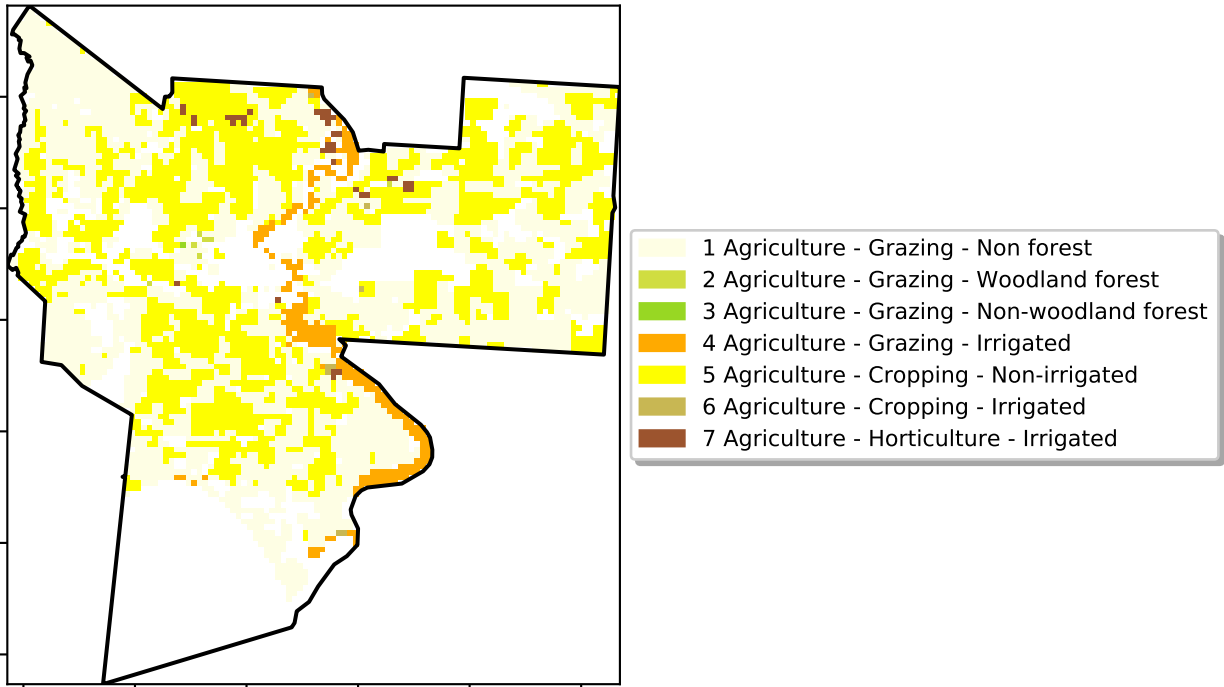 1 Agriculture - Grazing - Non forest
2 Agriculture - Grazing - Woodland forest
3 Agriculture - Grazing - Non-woodland forest
4 Agriculture - Grazing - Irrigated
5 Agriculture - Cropping - Non-irrigated
6 Agriculture - Cropping - Irrigated
7 Agriculture - Horticulture - Irrigated